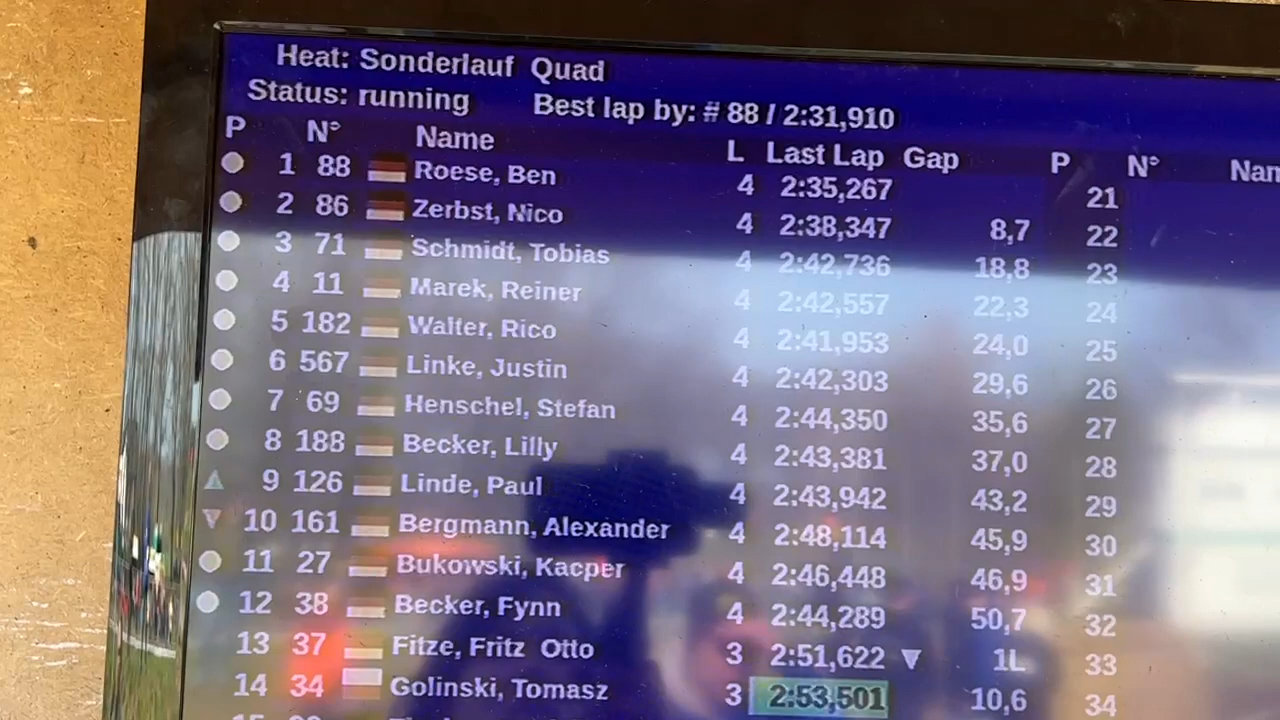 Heat: Sonderlauf Quad
Status: running Best lap by: # 88 / 2:31,910
P N° Name L Last Lap Gap P N° Nan
1 88 Roese, Ben 4 2:35,267 21
2 86 Zerbst, Nico 4 2:38,347 8,7 22
3 71 Schmidt, Tobias 4 2:42,736 18,8 23
4 11 Marek, Reiner 4 2:42,557 22,3 24
5 182 Walter, Rico 4 2:41,953 24,0 25
6 567 Linke, Justin 4 2:42,303 29,6 26
7 69 Henschel, Stefan 4 2:44,350 35,6 27
8 188 Becker, Lilly 4 2:43,381 37,0 28
9 126 Linde, Paul 4 2:43,942 43,2 29
10 161 Bergmann, Alexander 4 2:48,114 45,9 30
11 27 Bukowski, Kacper 4 2:46,448 46,9 31
12 38 Becker, Fynn 4 2:44,289 50,7 32
13 37 Fitze, Fritz Otto 3 2:51,622 1L 33
14 34 Golinski, Tomasz 3 2:53,501 10,6 34